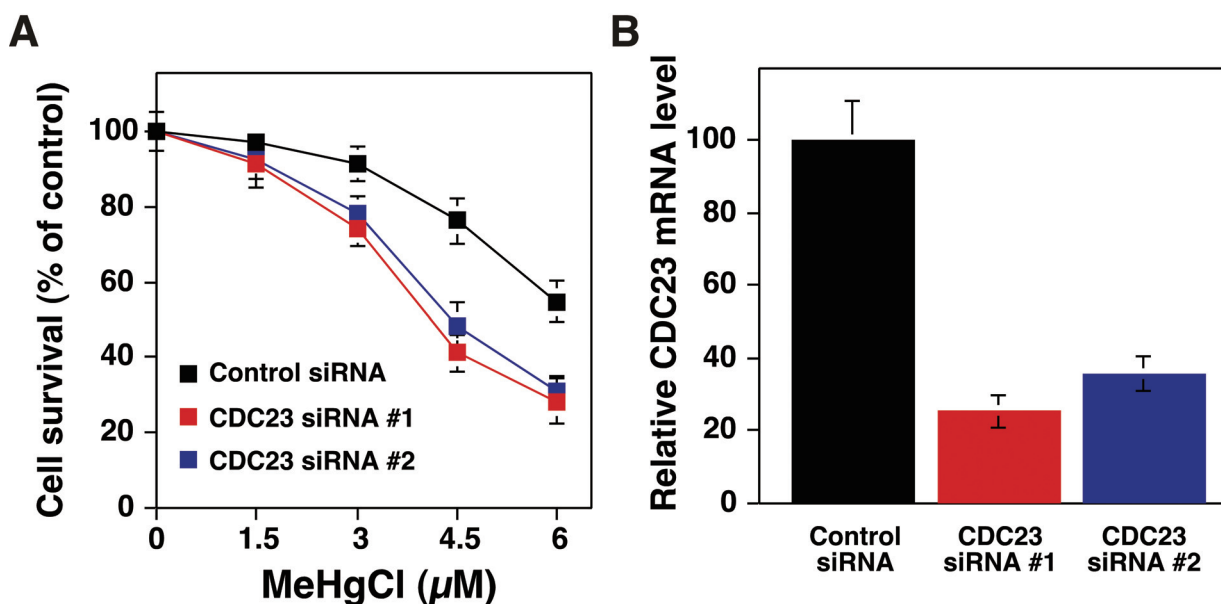 A
Cell survival (% of control)
100
80
60
40
20
0
Control siRNA
CDC23 siRNA #1
CDC23 siRNA #2
0 1.5 3 4.5 6
MeHgCl (µM)
B
Relative CDC23 mRNA level
100
80
60
40
20
0
Control
siRNA
CDC23
siRNA #1
CDC23
siRNA #2